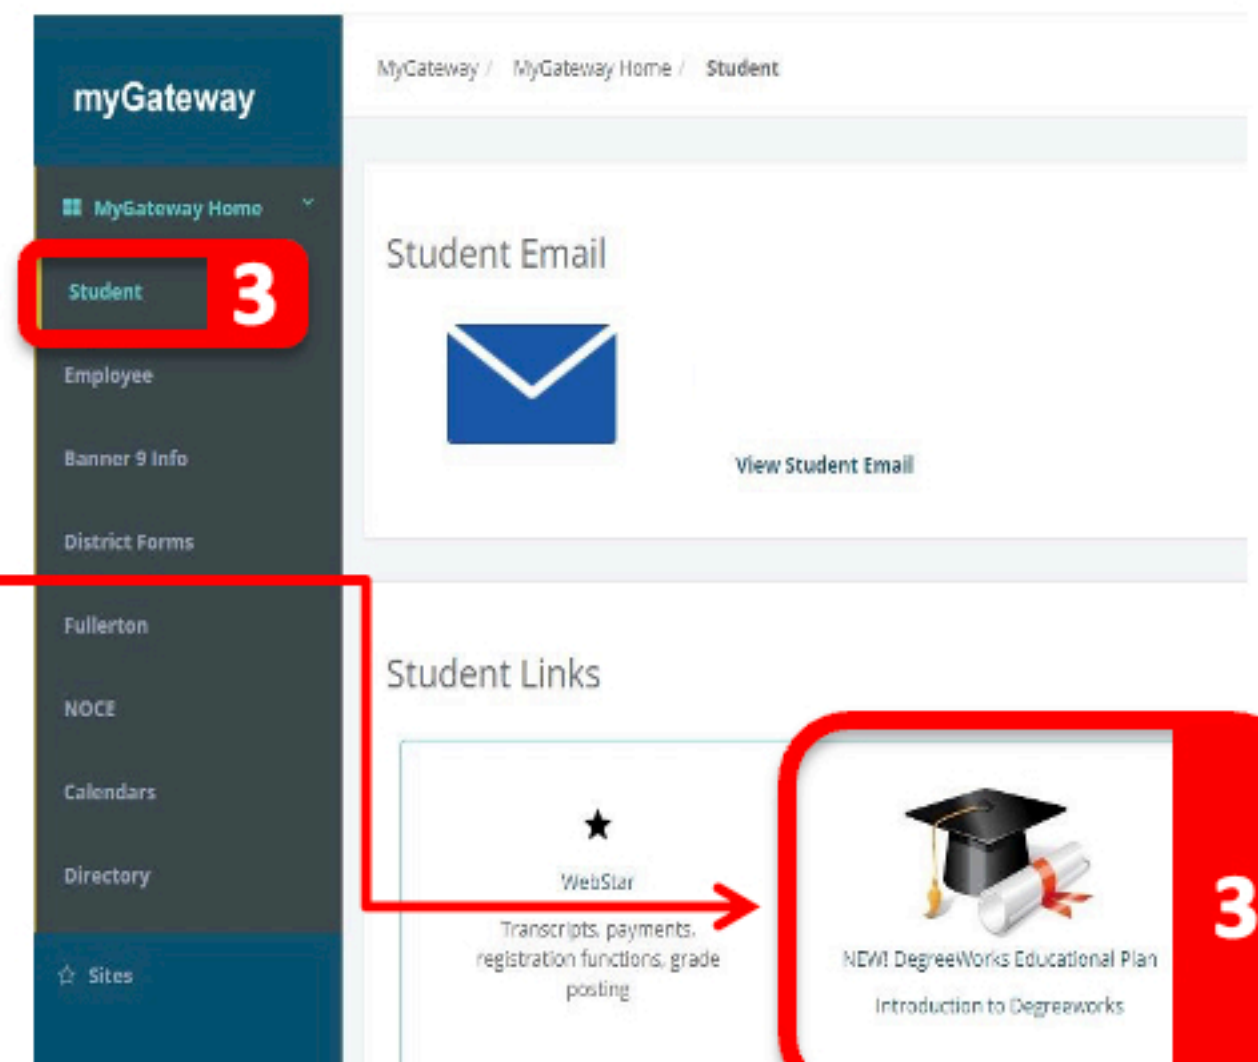 myGateway
MyGateway / MyGateway Home / Student
MyGateway Home
Student
3
Employee
Banner 9 Info
District Forms
Fullerton
NOCE
Calendars
Directory
Sites
Student Email
View Student Email
Student Links
WebStar
Transcripts, payments,
registration functions, grade
posting
NEW! DegreeWorks Educational Plan
Introduction to Degreeworks
3